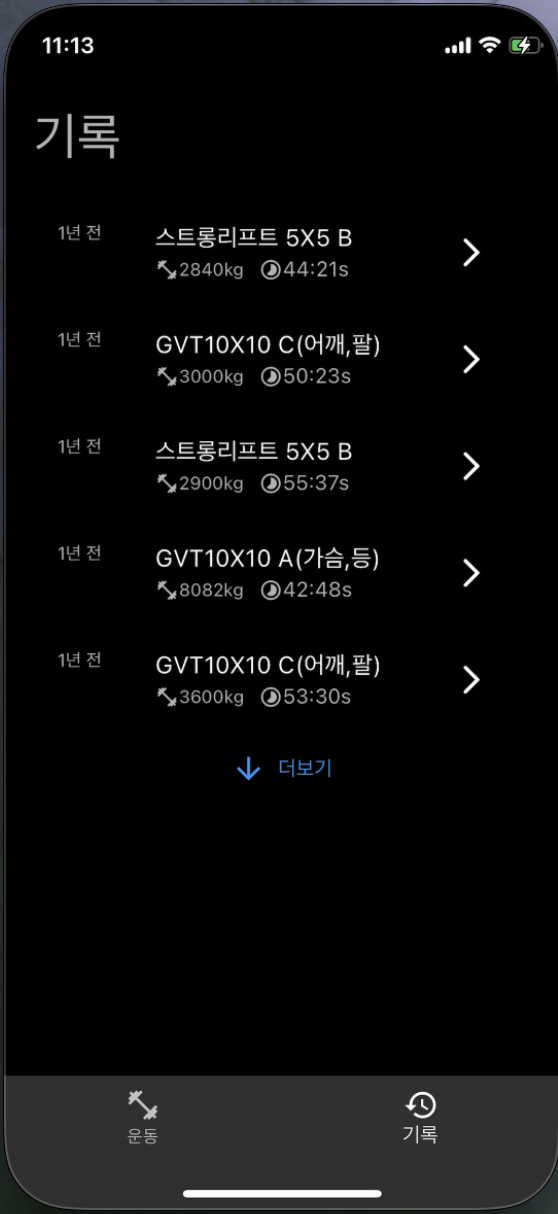 11:13
기록
1년 전
스트롱리프트 5X5 B
2840kg 44:21s
1년 전
GVT10X10 C(어깨,팔)
3000kg 50:23s
1년 전
스트롱리프트 5X5 B
2900kg 55:37s
1년 전
GVT10X10 A(가슴,등)
8082kg 42:48s
1년 전
GVT10X10 C(어깨,팔)
3600kg 53:30s
더보기
운동
기록